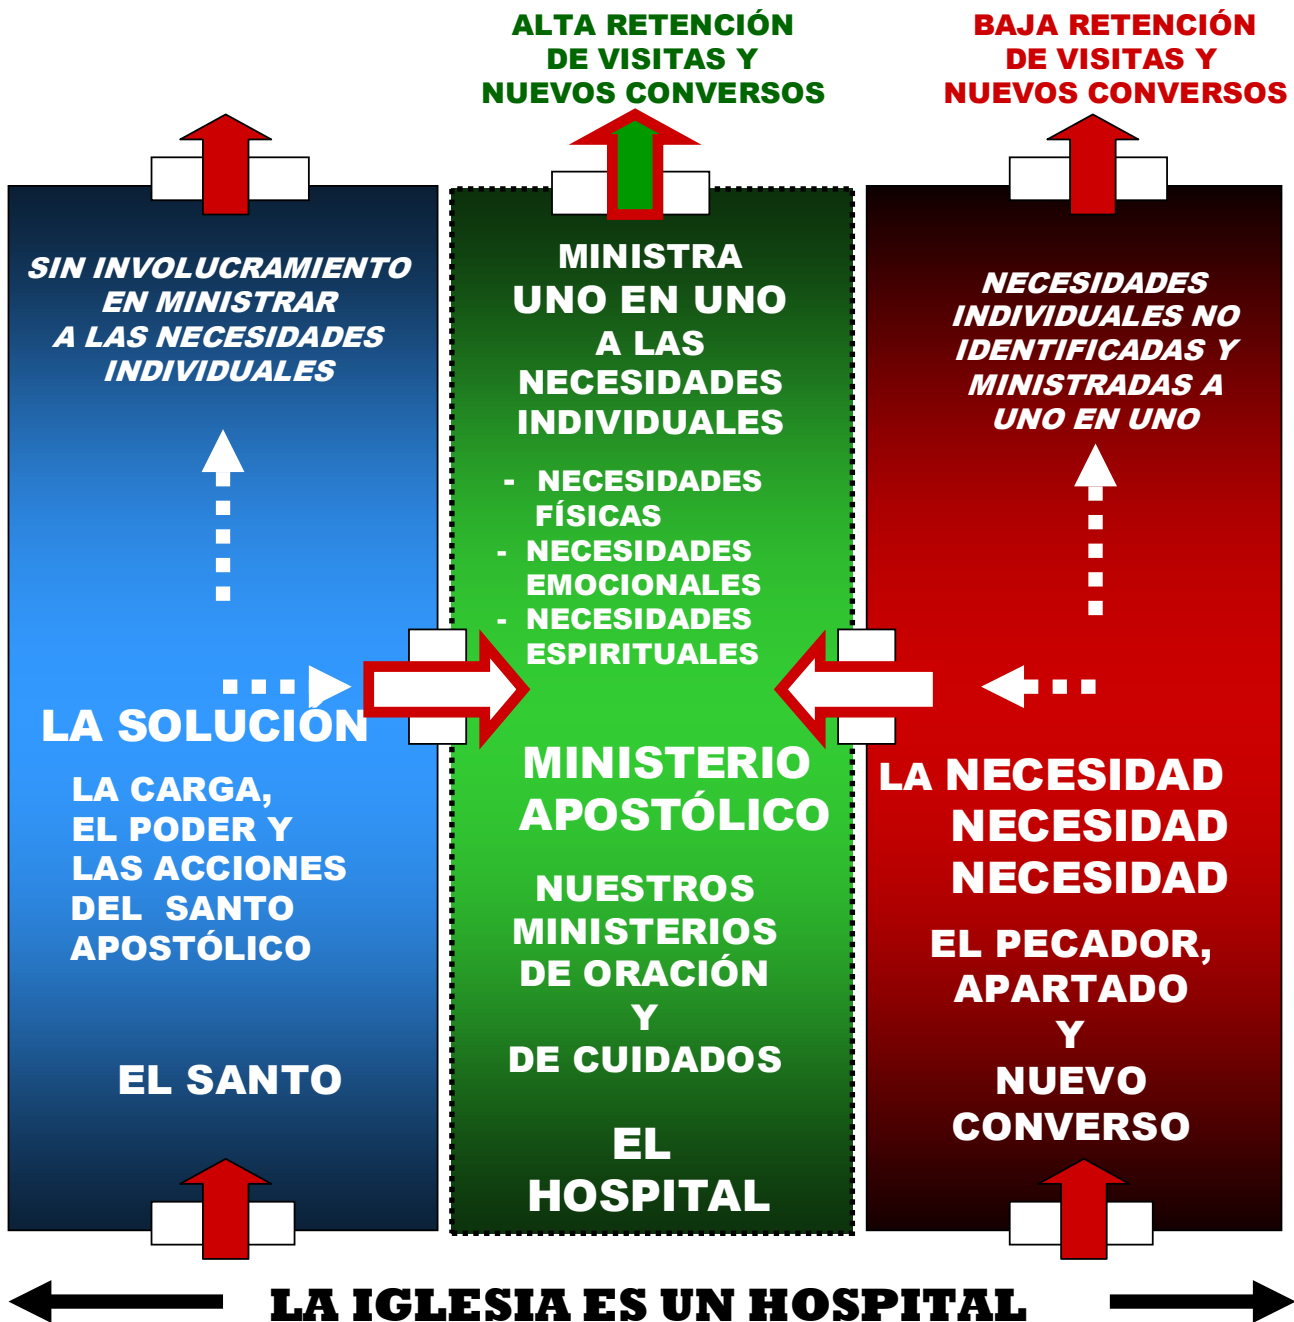 ALTA RETENCIÓN
DE VISITAS Y
NUEVOS CONVERSOS
BAJA RETENCIÓN
DE VISITAS Y
NUEVOS CONVERSOS
SIN INVOLUCRAMIENTO
EN MINISTRAR
A LAS NECESIDADES
INDIVIDUALES
LA SOLUCIÓN
LA CARGA,
EL PODER Y
LAS ACCIONES
DEL SANTO
APOSTÓLICO
EL SANTO
MINISTRA
UNO EN UNO
A LAS
NECESIDADES
INDIVIDUALES
- NECESIDADES
FÍSICAS
- NECESIDADES
EMOCIONALES
- NECESIDADES
ESPIRITUALES
MINISTERIO
APOSTÓLICO
NUESTROS
MINISTERIOS
DE ORACIÓN
Y
DE CUIDADOS
EL
HOSPITAL
NECESIDADES
INDIVIDUALES NO
IDENTIFICADAS Y
MINISTRADAS A
UNO EN UNO
LA NECESIDAD
NECESIDAD
NECESIDAD
EL PECADOR,
APARTADO
Y
NUEVO
CONVERSO
LA IGLESIA ES UN HOSPITAL